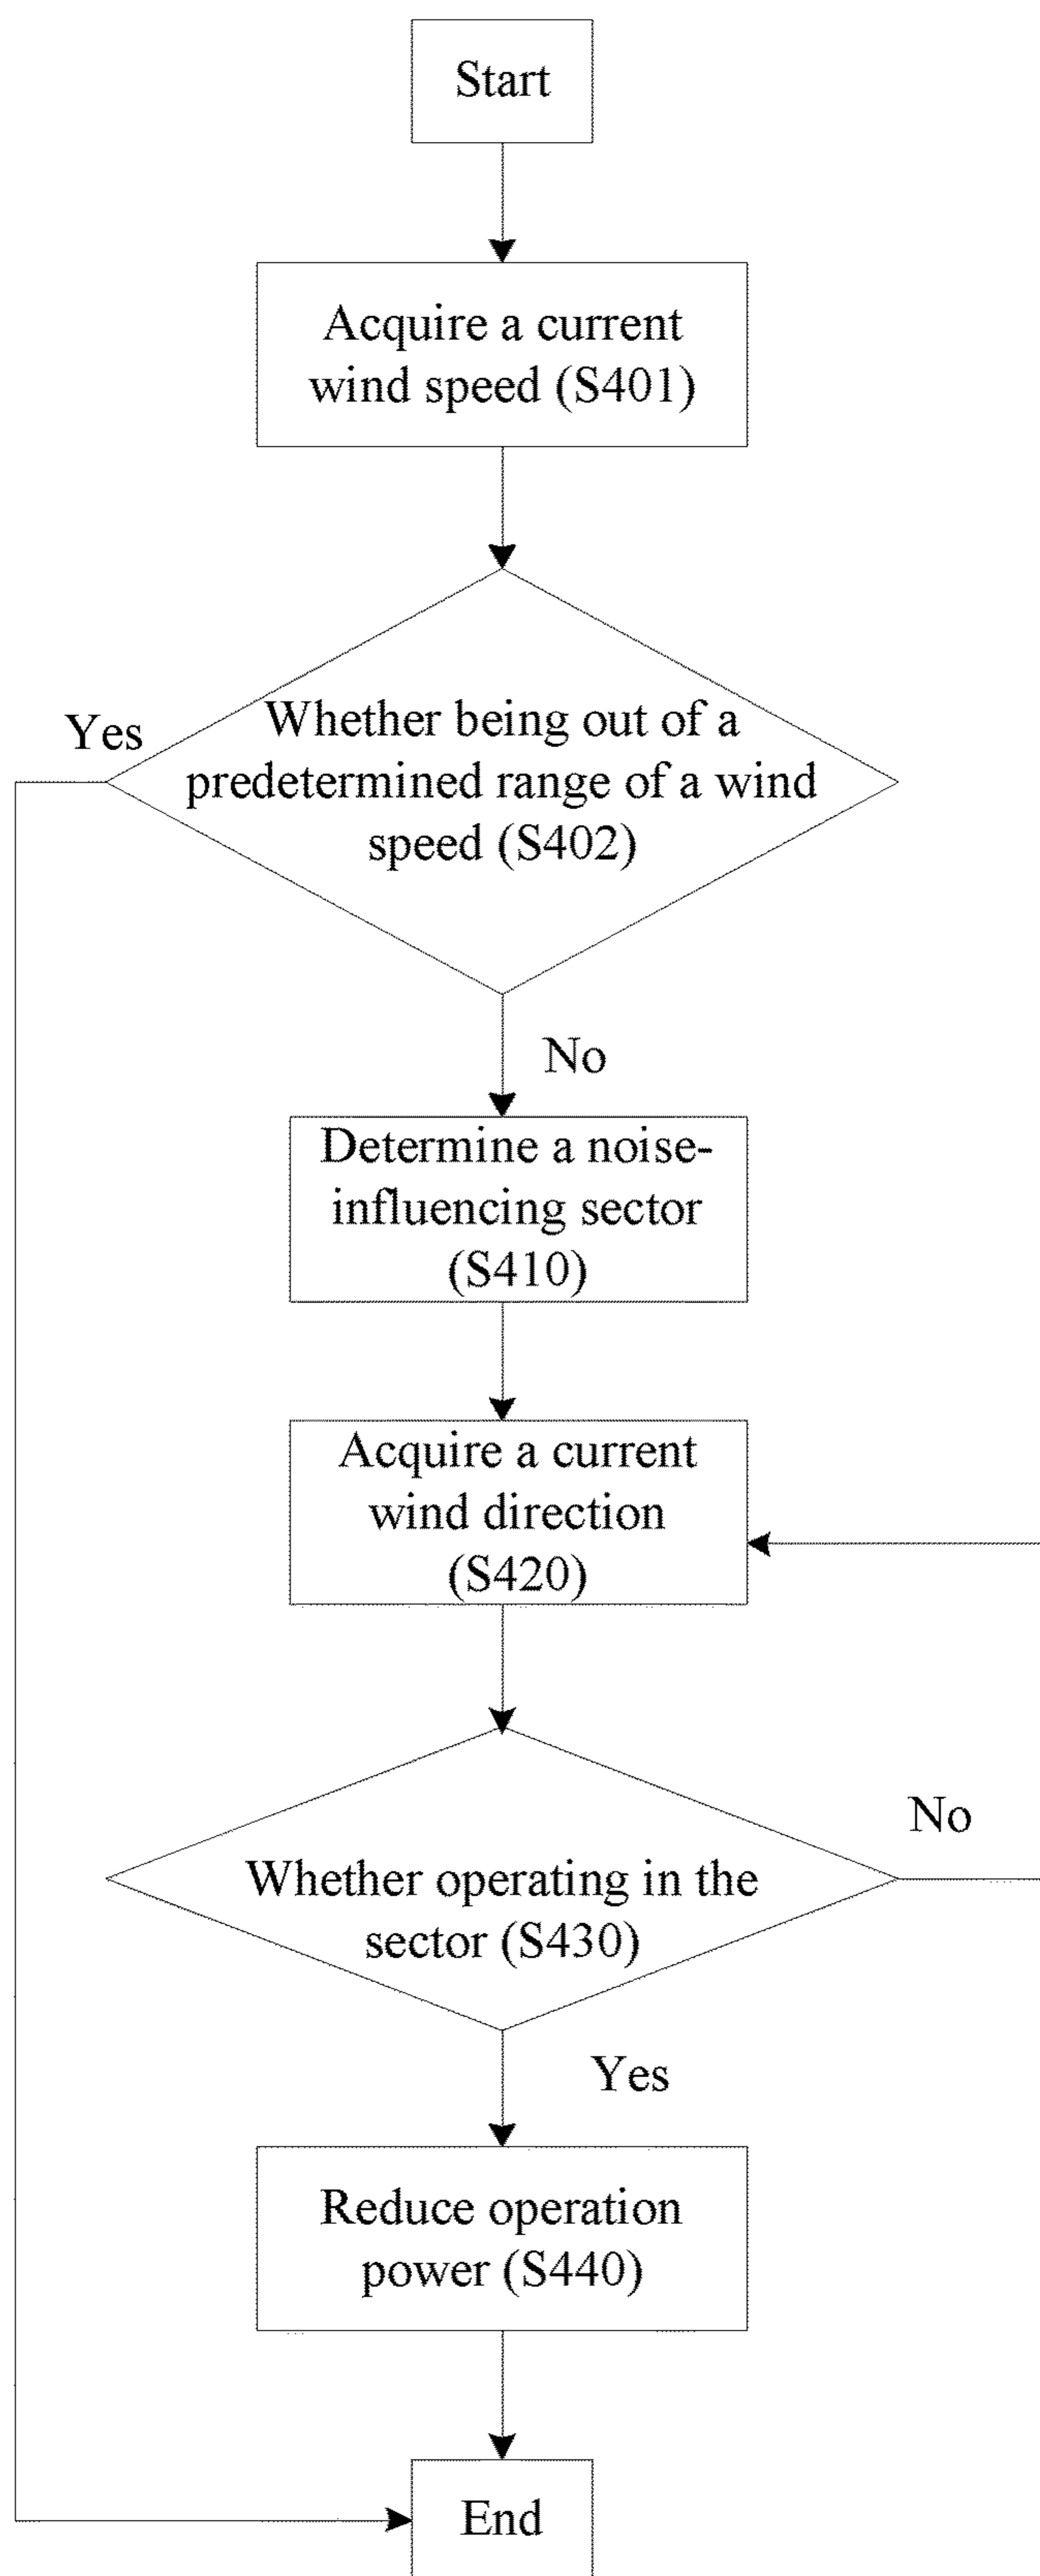 Start
Acquire a current
wind speed (S401)
Yes
Whether being out of a
predetermined range of a wind
speed (S402)
No
Determine a noise-
influencing sector
(S410)
Acquire a current
wind direction
(S420)
No
Whether operating in the
sector (S430)
Yes
Reduce operation
power (S440)
End